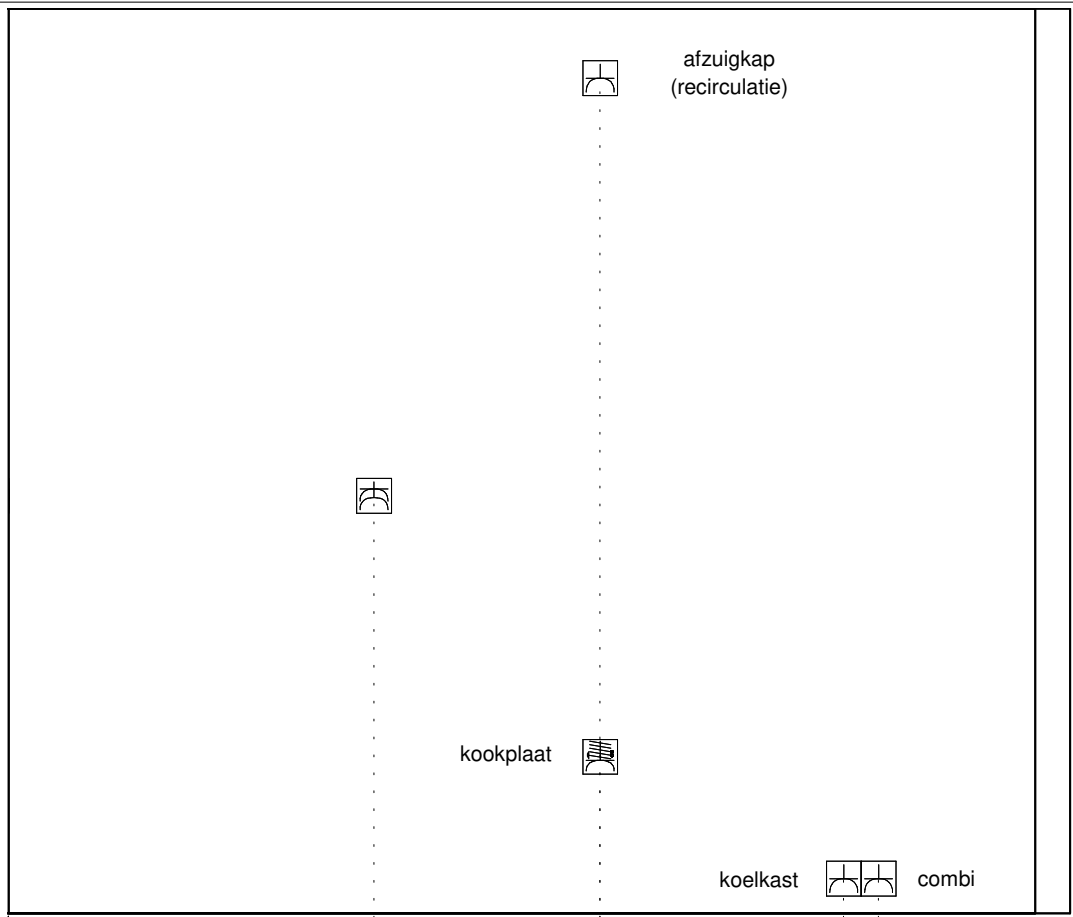 afzuigkap
(recirculatie)
kookplaat
koelkast
combi